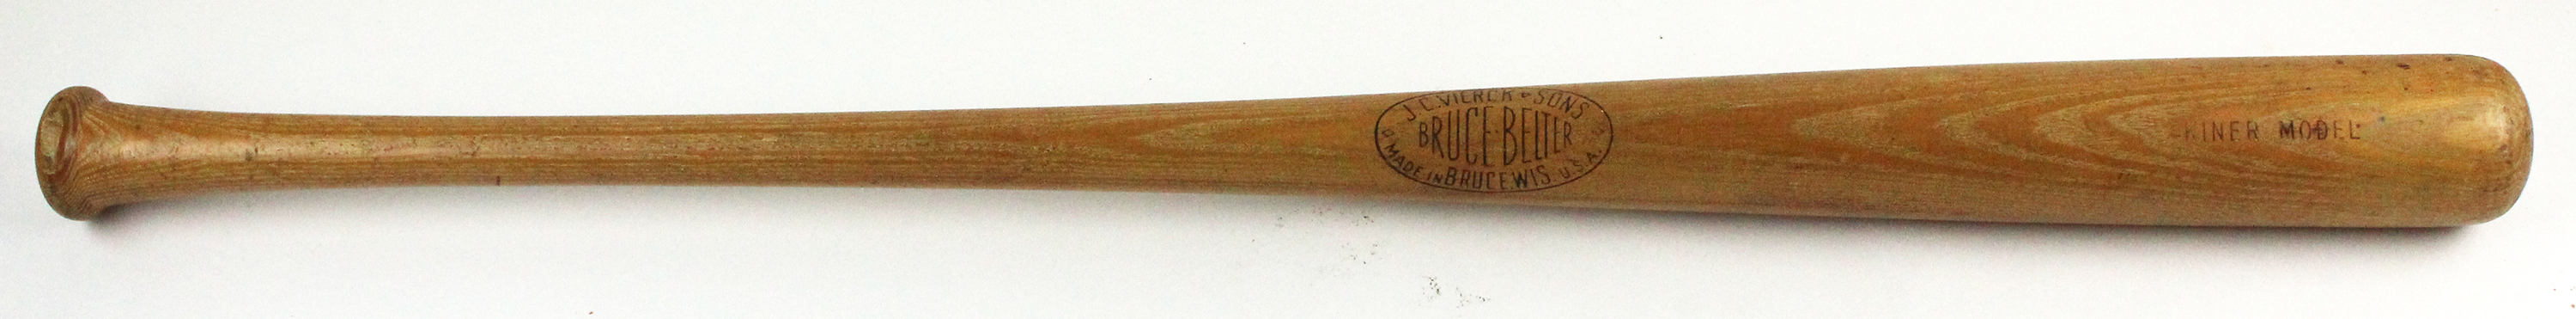 J.C. VIERCK & SONS
BRUCE·BELTER
MADE IN BRUCE, WIS. U.S.A.
KINER MODEL